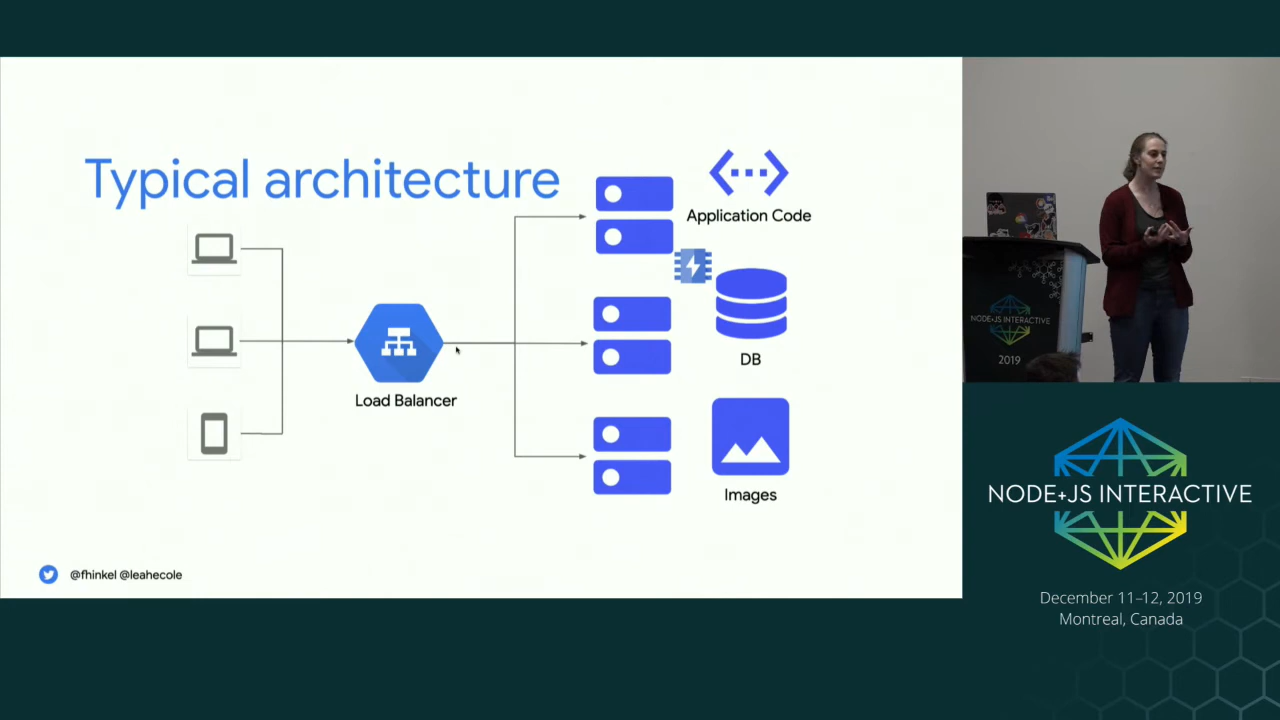 Typical architecture
Application Code
Load Balancer
DB
Images
@fhinkel @leahecole
NODE+JS INTERACTIVE
2019
NODE+JS INTERACTIVE
December 11–12, 2019
Montreal, Canada